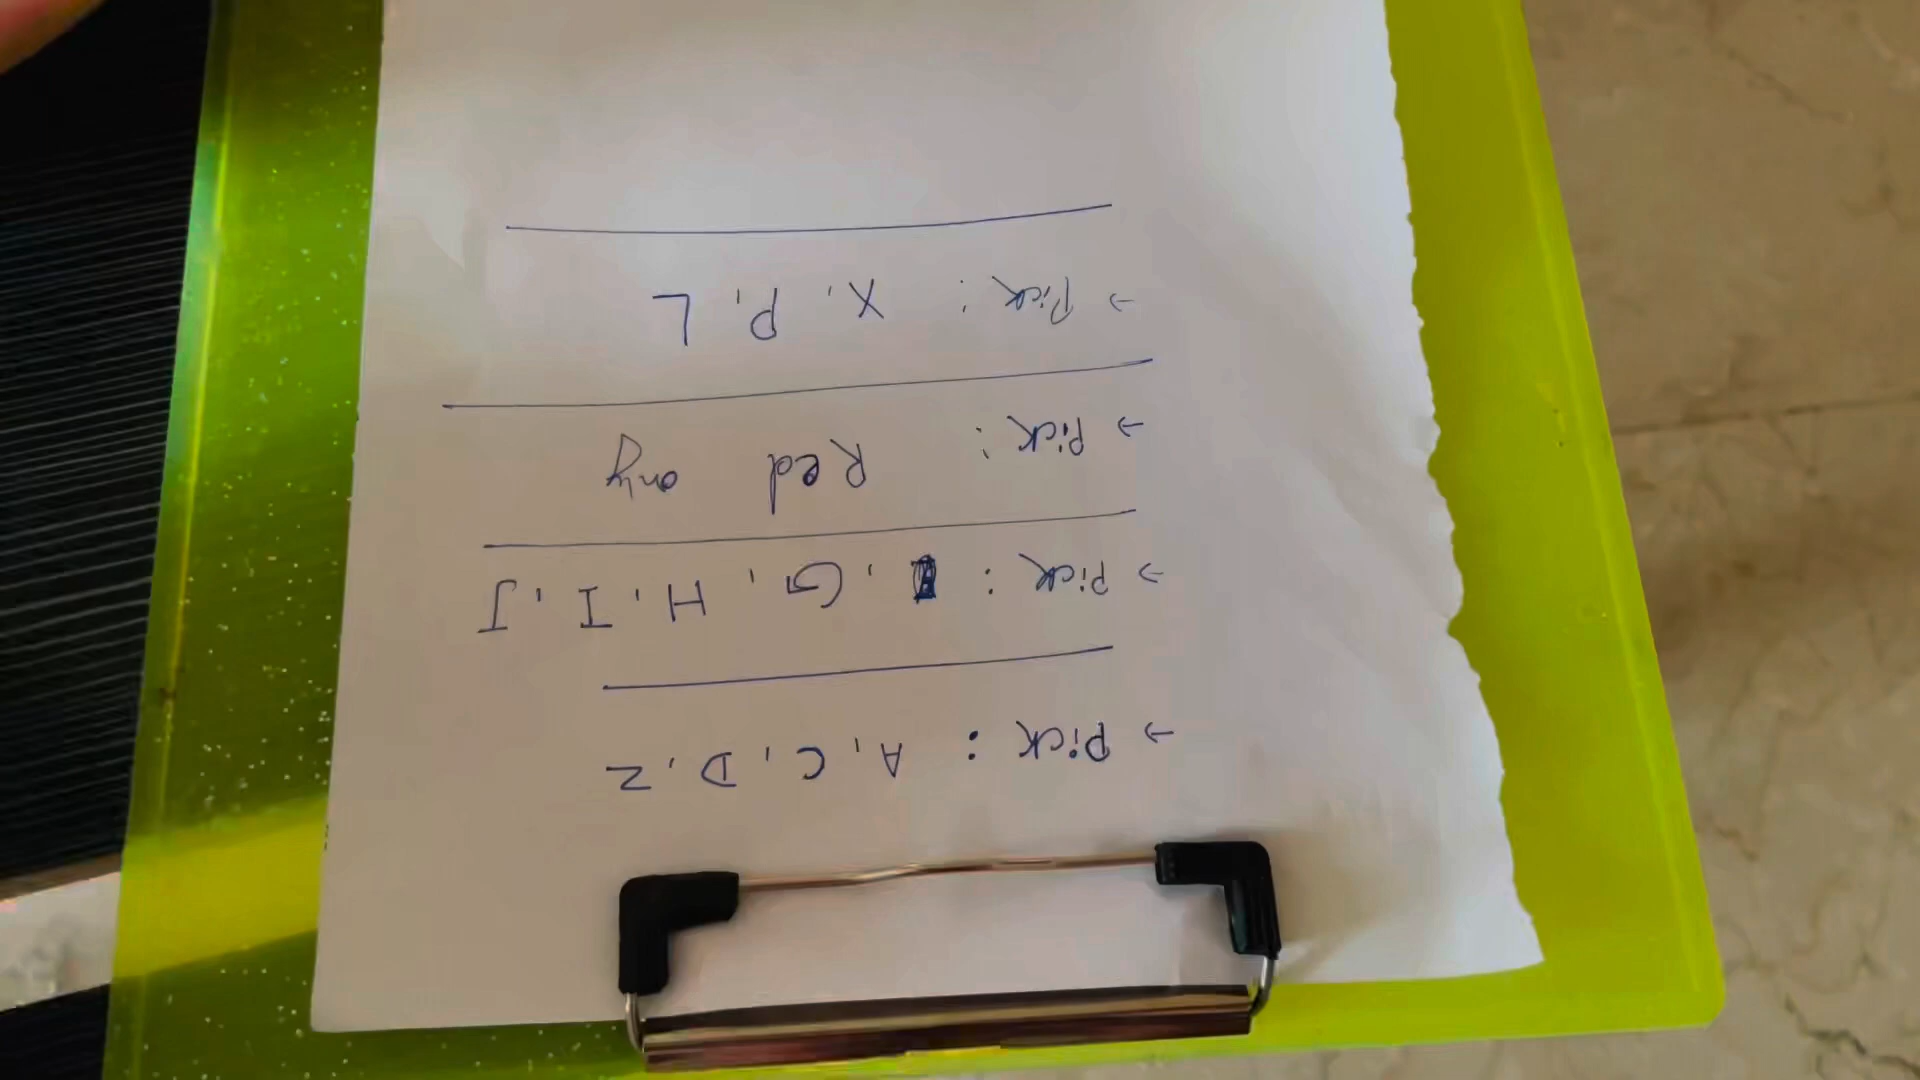 → Pick : A, C, D, Z
→ Pick : , G, H, I, J
→ Pick : Red only
→ Pick : X, P, L